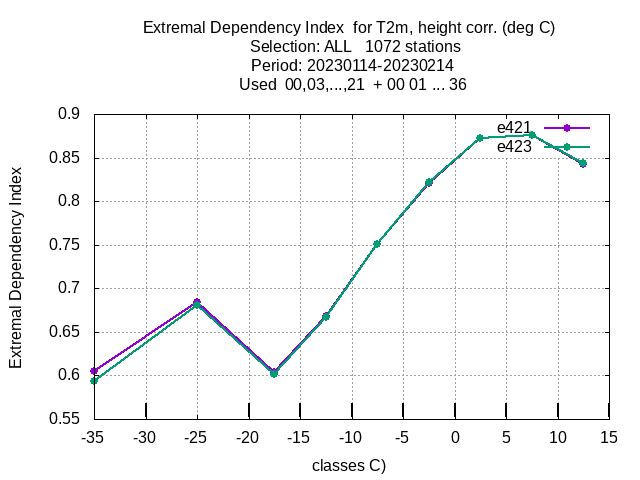 Extremal Dependency Index  for T2m, height corr. (deg C)
Selection: ALL   1072 stations
Period: 20230114-20230214
Used  00,03,...,21  + 00 01 ... 36
0.9
0.85
0.8
0.75
0.7
0.65
0.6
0.55
Extremal Dependency Index
e421
e423
-35 -30 -25 -20 -15 -10 -5 0 5 10 15
classes C)